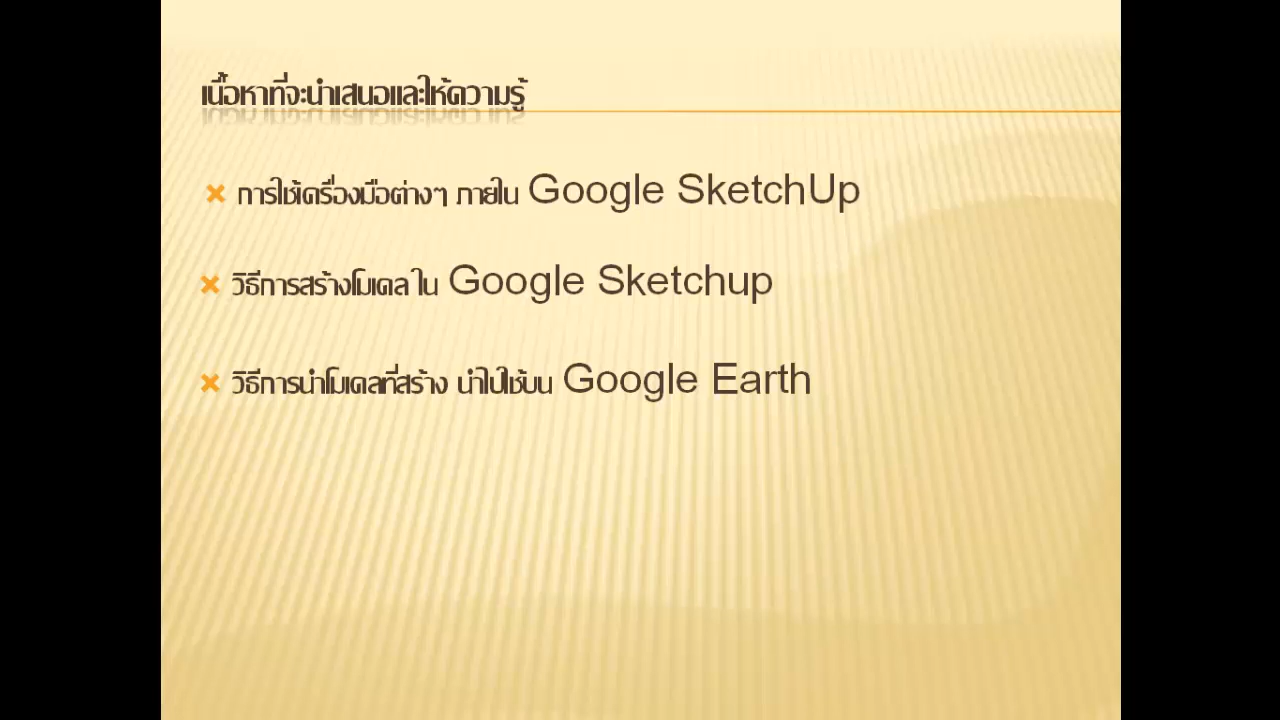 เนื้อหาที่จะนำเสนอและให้ความรู้
การใช้เครื่องมือต่างๆ ภายใน Google SketchUp
วิธีการสร้างโมเดล ใน Google Sketchup
วิธีการนำโมเดลที่สร้าง นำไปใช้บน Google Earth